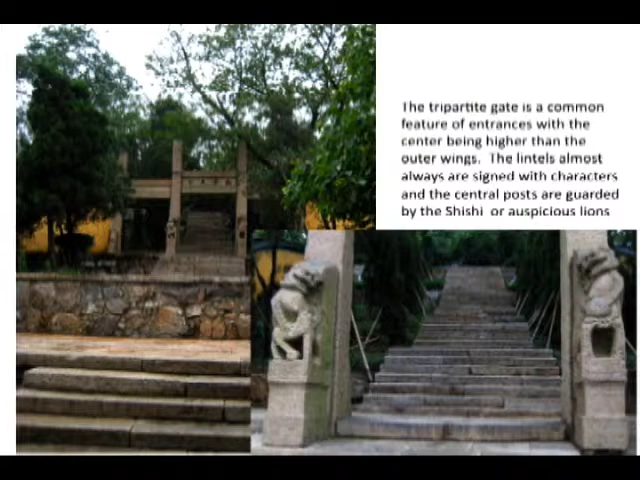 The tripartite gate is a common
feature of entrances with the
center being higher than the
outer wings.  The lintels almost
always are signed with characters
and the central posts are guarded
by the Shishi  or auspicious lions